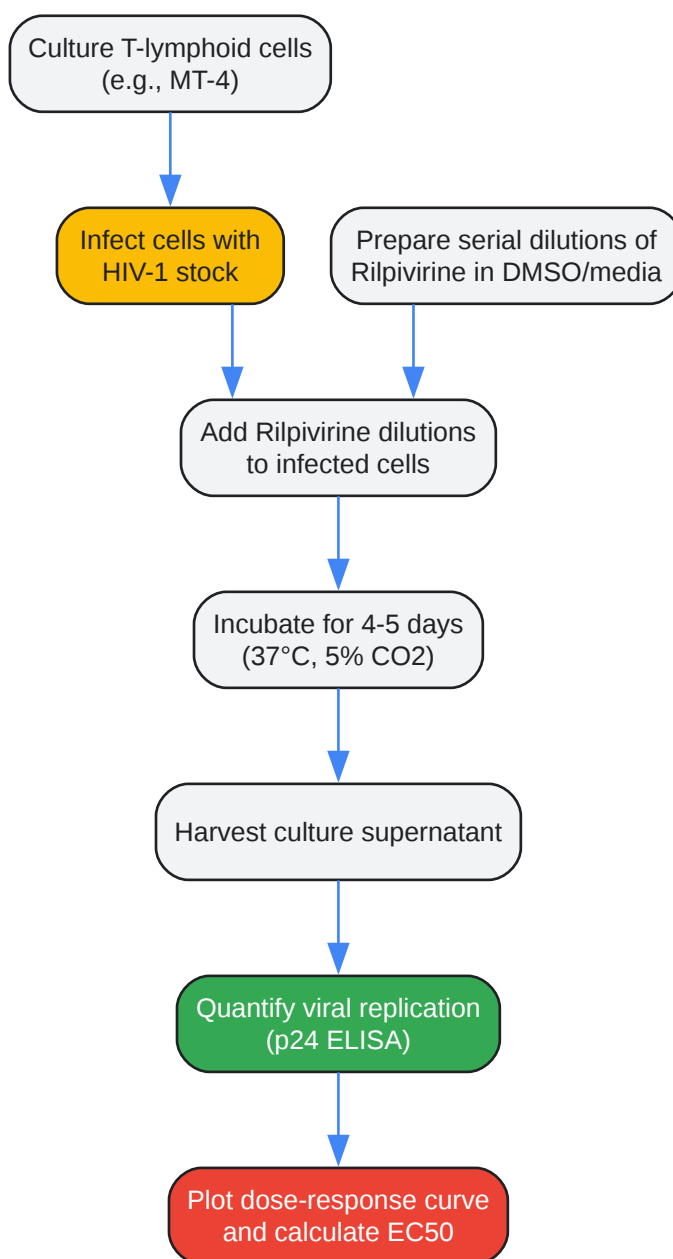 Culture T-lymphoid cells
(e.g., MT-4)
Infect cells with
HIV-1 stock
Prepare serial dilutions of
Rilpivirine in DMSO/media
Add Rilpivirine dilutions
to infected cells
Incubate for 4-5 days
(37°C, 5% CO2)
Harvest culture supernatant
Quantify viral replication
(p24 ELISA)
Plot dose-response curve
and calculate EC50